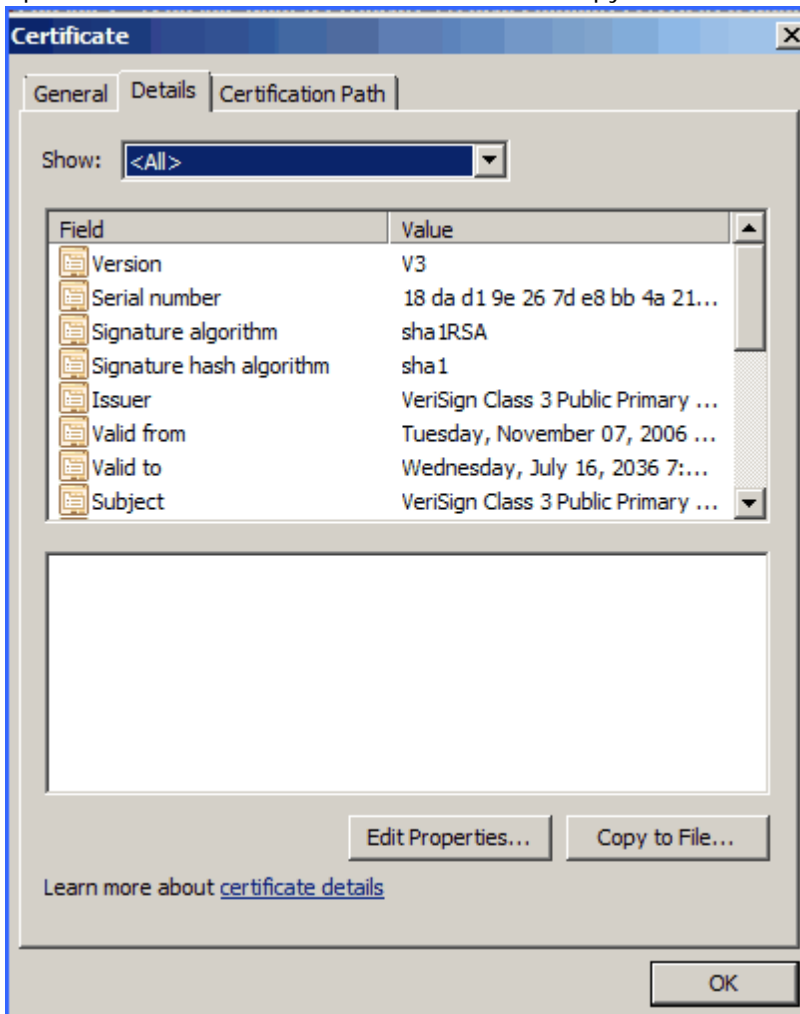 Certificate
General Details Certification Path
Show: <All>
Field Value
Version V3
Serial number 18 da d1 9e 26 7d e8 bb 4a 21...
Signature algorithm sha1RSA
Signature hash algorithm sha1
Issuer VeriSign Class 3 Public Primary ...
Valid from Tuesday, November 07, 2006 ...
Valid to Wednesday, July 16, 2036 7:...
Subject VeriSign Class 3 Public Primary ...
Edit Properties... Copy to File...
Learn more about certificate details
OK